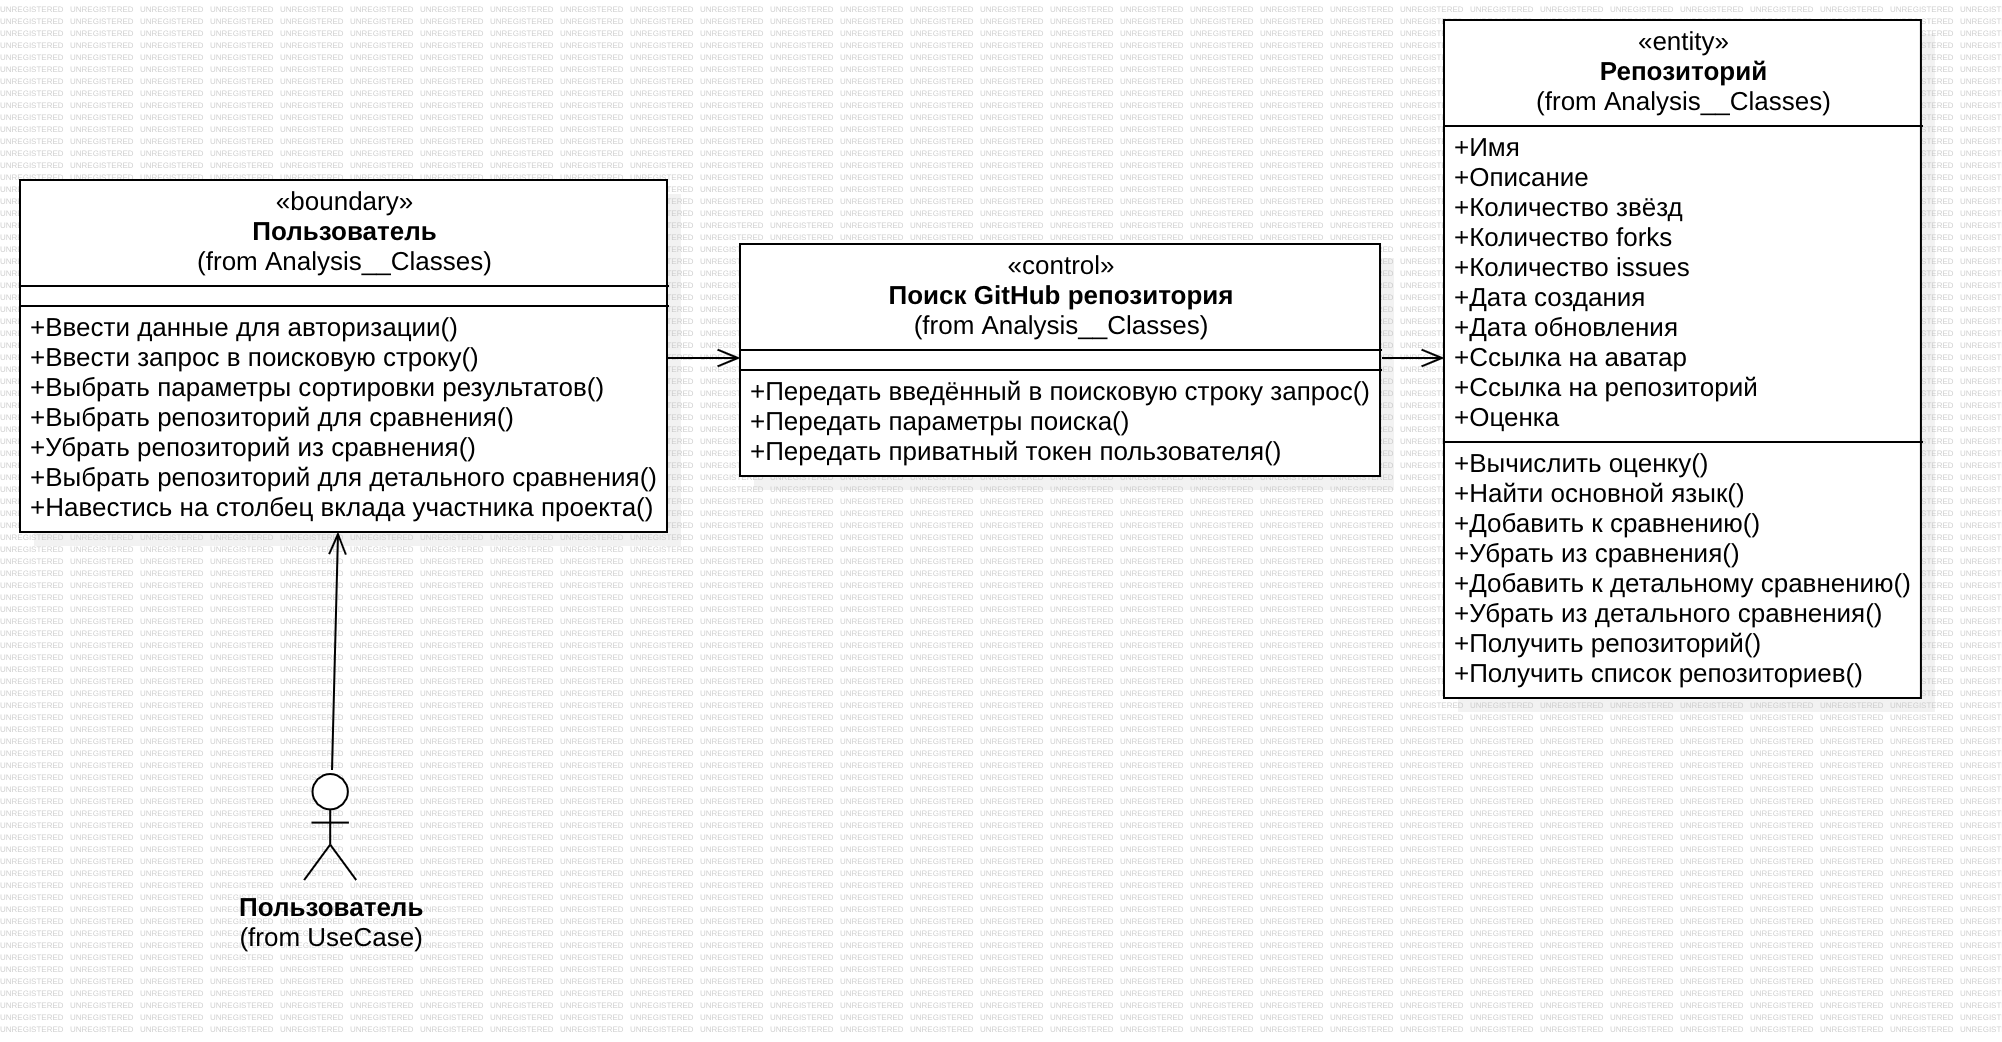 «boundary»
Пользователь
(from Analysis__Classes)
+Ввести данные для авторизации()
+Ввести запрос в поисковую строку()
+Выбрать параметры сортировки результатов()
+Выбрать репозиторий для сравнения()
+Убрать репозиторий из сравнения()
+Выбрать репозиторий для детального сравнения()
+Навестись на столбец вклада участника проекта()
«control»
Поиск GitHub репозитория
(from Analysis__Classes)
+Передать введённый в поисковую строку запрос()
+Передать параметры поиска()
+Передать приватный токен пользователя()
«entity»
Репозиторий
(from Analysis__Classes)
+Имя
+Описание
+Количество звёзд
+Количество forks
+Количество issues
+Дата создания
+Дата обновления
+Ссылка на аватар
+Ссылка на репозиторий
+Оценка
+Вычислить оценку()
+Найти основной язык()
+Добавить к сравнению()
+Убрать из сравнения()
+Добавить к детальному сравнению()
+Убрать из детального сравнения()
+Получить репозиторий()
+Получить список репозиториев()
Пользователь
(from UseCase)
UNREGISTERED